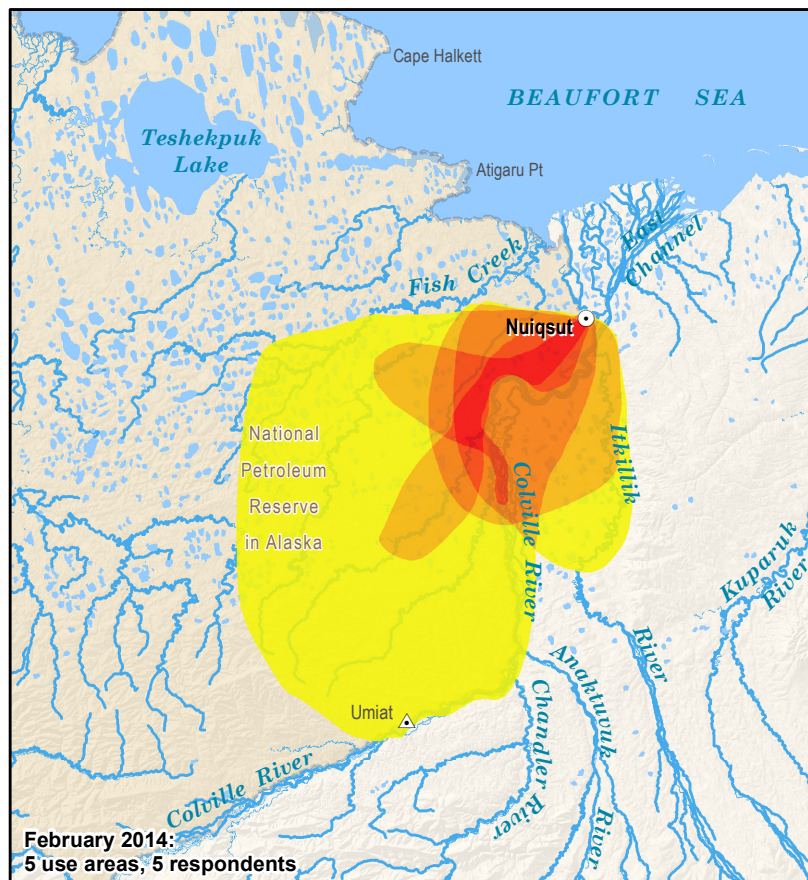 Cape Halkett
BEAUFORT SEA
Teshekpuk
Lake
Atigaru Pt
East
Channel
Fish Creek
Nuiqsut
National
Petroleum
Reserve
in Alaska
Itkillik
River
Colville River
Kuparuk
River
Anaktuvuk
River
Chandler River
Umiat
Colville River
February 2014:
5 use areas, 5 respondents